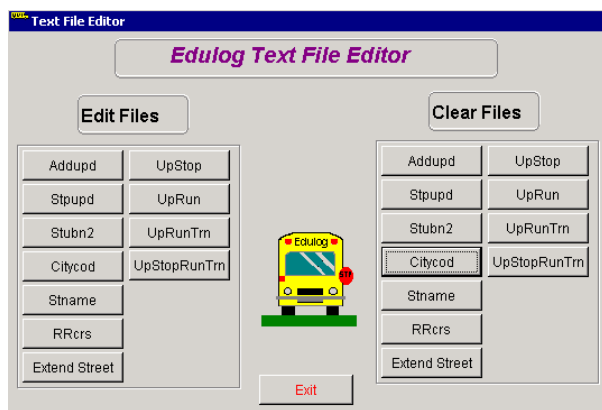 Text File Editor
Edulog Text File Editor
Edit Files
Addupd UpStop
Stpupd UpRun
Stubn2 UpRunTrn
Citycod UpStopRunTrn
Stname
RRcrs
Extend Street
Edulog
Exit
Clear Files
Addupd UpStop
Stpupd UpRun
Stubn2 UpRunTrn
Citycod UpStopRunTrn
Stname
RRcrs
Extend Street